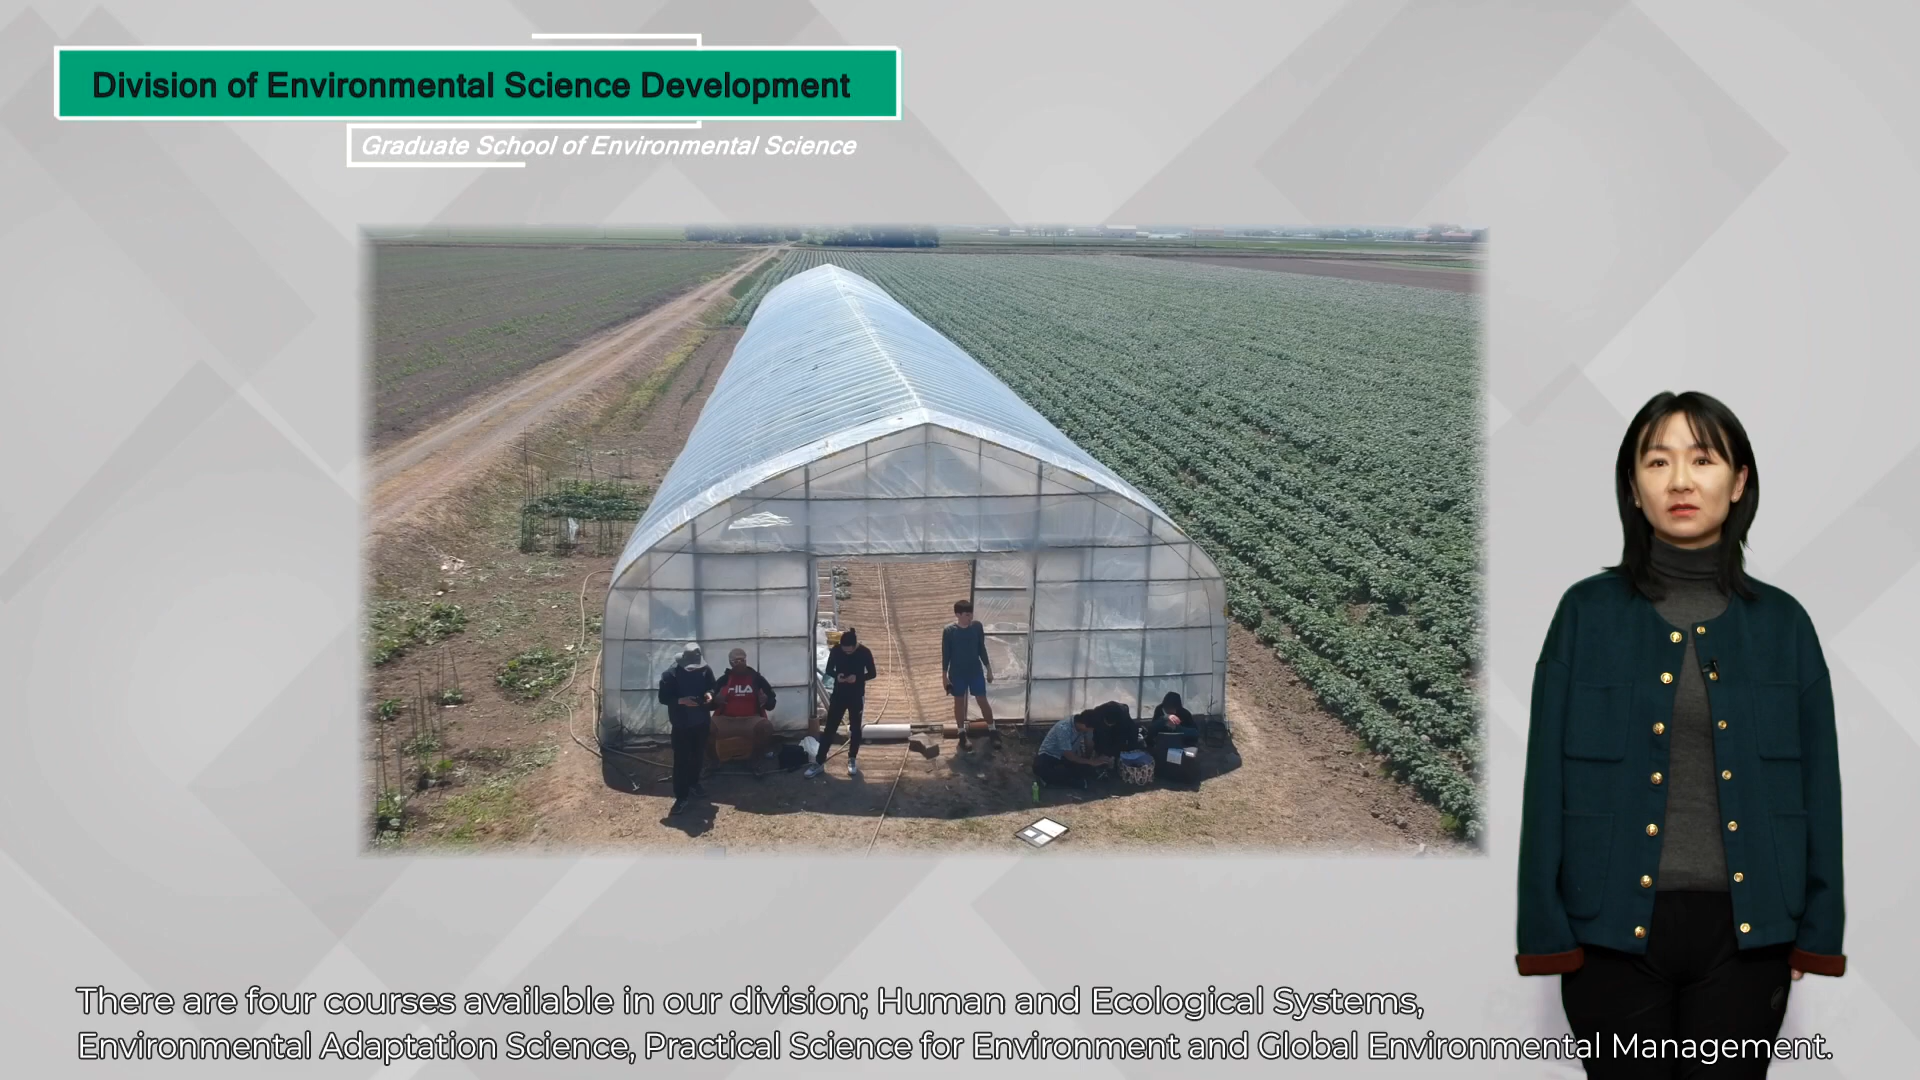 Division of Environmental Science Development
Graduate School of Environmental Science
FILA
There are four courses available in our division; Human and Ecological Systems,
Environmental Adaptation Science, Practical Science for Environment and Global Environmental Management.